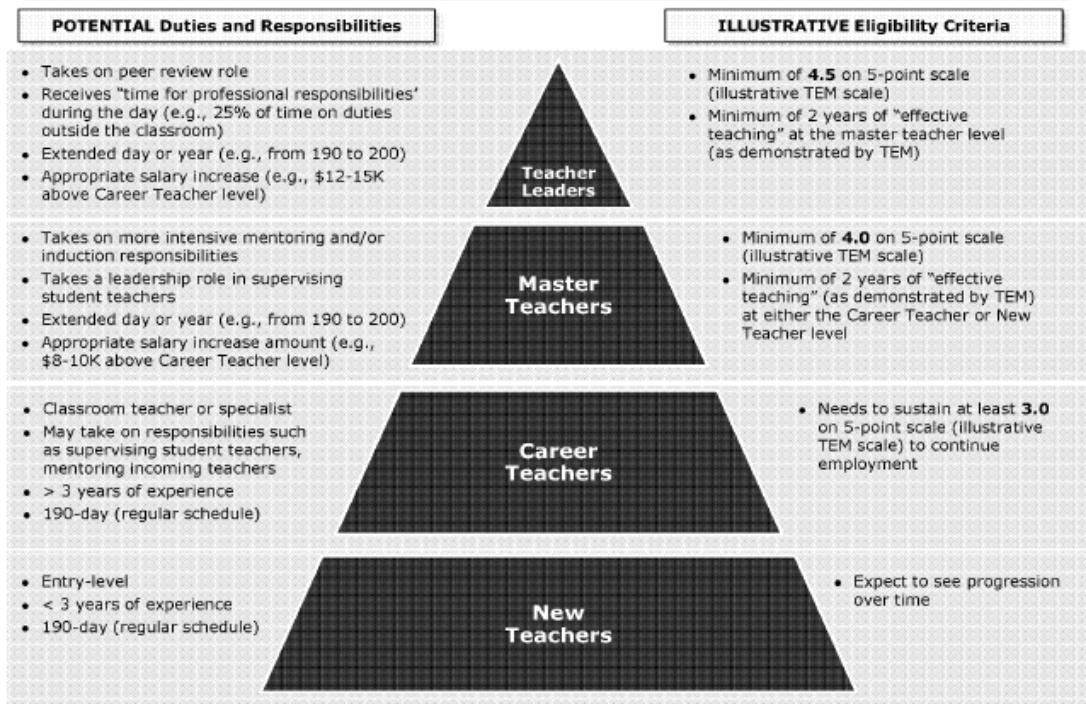 POTENTIAL Duties and Responsibilities
ILLUSTRATIVE Eligibility Criteria
• Takes on peer review role
• Receives "time for professional responsibilities'
during the day (e.g., 25% of time on duties
outside the classroom)
• Extended day or year (e.g., from 190 to 200)
• Appropriate salary increase (e.g., $12-15K
above Career Teacher level)
Teacher
Leaders
• Minimum of 4.5 on 5-point scale
(illustrative TEM scale)
• Minimum of 2 years of "effective
teaching" at the master teacher level
(as demonstrated by TEM)
• Takes on more intensive mentoring and/or
induction responsibilities
• Takes a leadership role in supervising
student teachers
• Extended day or year (e.g., from 190 to 200)
• Appropriate salary increase amount (e.g.,
$8-10K above Career Teacher level)
Master
Teachers
• Minimum of 4.0 on 5-point scale
(illustrative TEM scale)
• Minimum of 2 years of "effective
teaching" (as demonstrated by TEM)
at either the Career Teacher or New
Teacher level
• Classroom teacher or specialist
• May take on responsibilities such
as supervising student teachers,
mentoring incoming teachers
• > 3 years of experience
• 190-day (regular schedule)
Career
Teachers
• Needs to sustain at least 3.0
on 5-point scale (illustrative
TEM scale) to continue
employment
• Entry-level
• < 3 years of experience
• 190-day (regular schedule)
New
Teachers
• Expect to see progression
over time